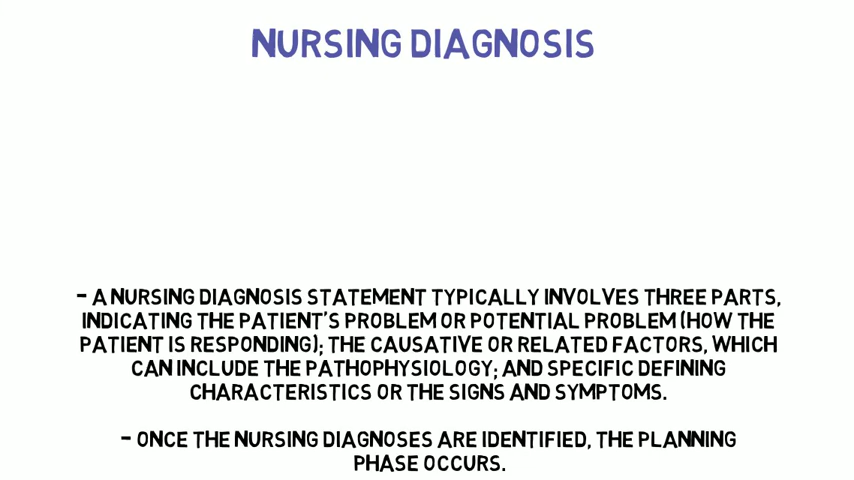 NURSING DIAGNOSIS
- A NURSING DIAGNOSIS STATEMENT TYPICALLY INVOLVES THREE PARTS,
INDICATING THE PATIENT'S PROBLEM OR POTENTIAL PROBLEM (HOW THE
PATIENT IS RESPONDING); THE CAUSATIVE OR RELATED FACTORS, WHICH
CAN INCLUDE THE PATHOPHYSIOLOGY; AND SPECIFIC DEFINING
CHARACTERISTICS OR THE SIGNS AND SYMPTOMS.
- ONCE THE NURSING DIAGNOSES ARE IDENTIFIED, THE PLANNING
PHASE OCCURS.